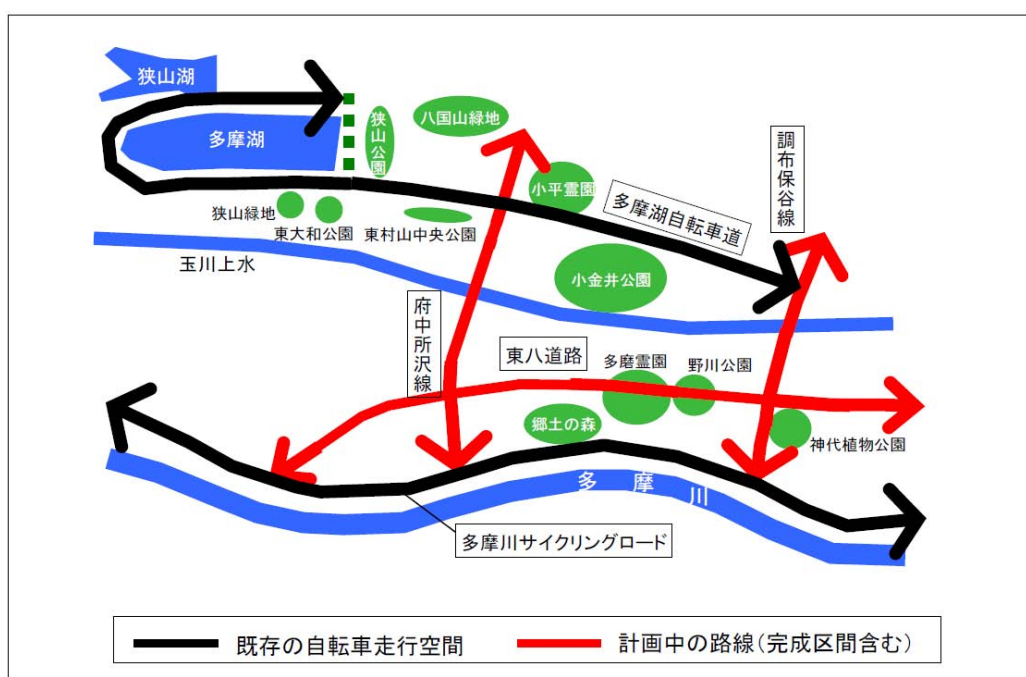 狭山湖
多摩湖
狭山公園
八国山緑地
調布保谷線
小平霊園
多摩湖自転車道
狭山緑地
東大和公園
東村山中央公園
玉川上水
小金井公園
府中所沢線
東八道路
多磨霊園
野川公園
郷土の森
神代植物公園
多摩川
多摩川サイクリングロード
既存の自転車走行空間
計画中の路線(完成区間含む)